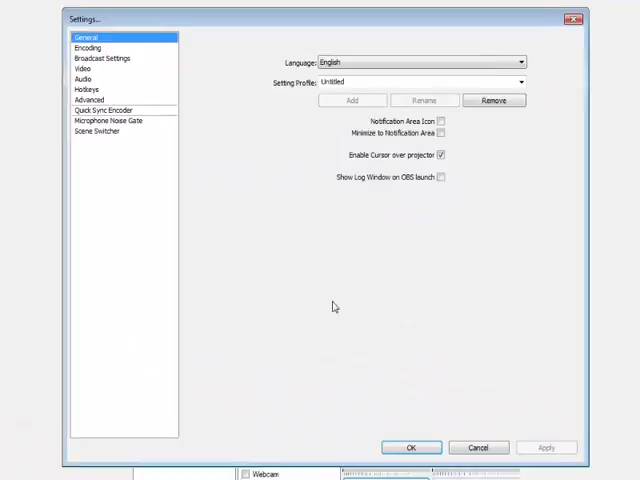 Settings...
General
Encoding
Broadcast Settings
Video
Audio
Hotkeys
Advanced
Quick Sync Encoder
Microphone Noise Gate
Scene Switcher
Language: English
Setting Profile: Untitled
Add Rename Remove
Notification Area Icon
Minimize to Notification Area
Enable Cursor over projector
Show Log Window on OBS launch
OK Cancel Apply
Webcam